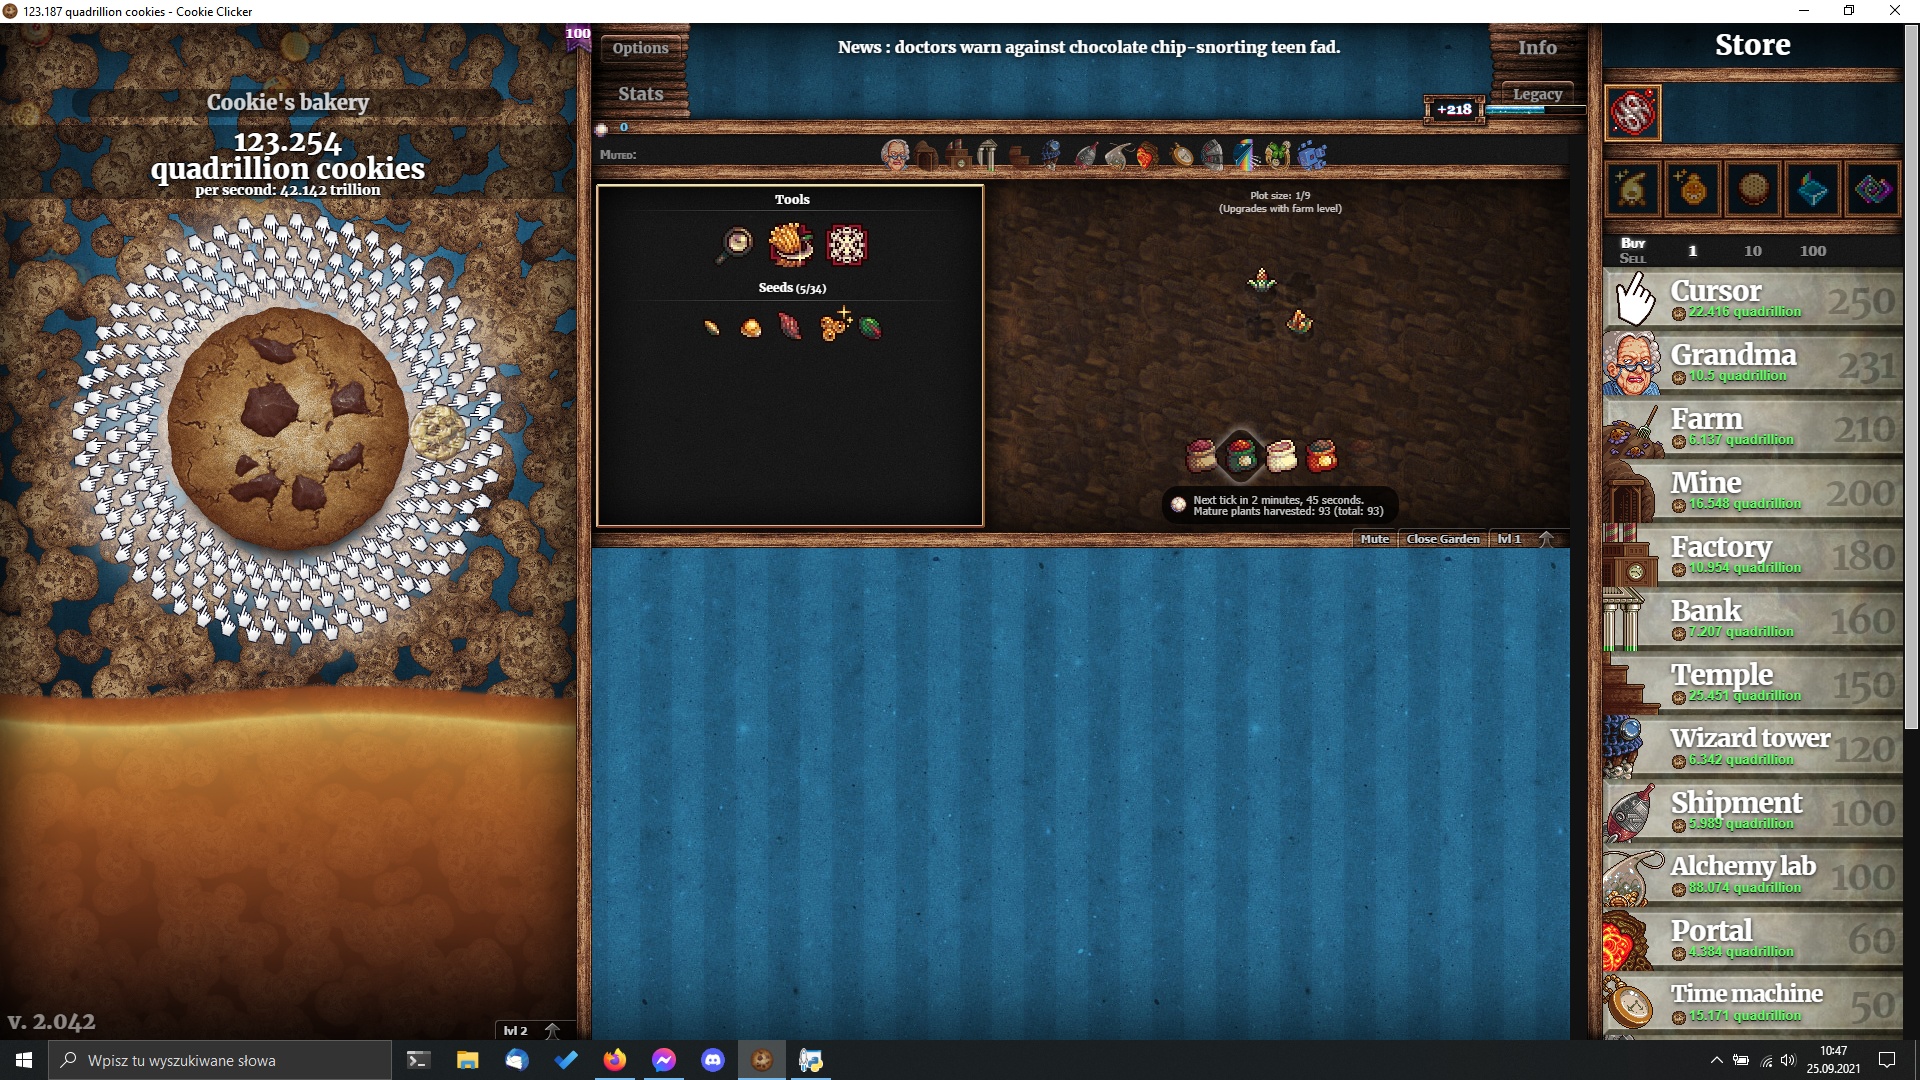 123.187 quadrillion cookies - Cookie Clicker
100
Options
Stats
News : doctors warn against chocolate chip-snorting teen fad.
Info
Legacy
+218
0
Muted:
Cookie's bakery
123.254
quadrillion cookies
per second: 42.142 trillion
Tools
Seeds (5/34)
Plot size: 1/9
(Upgrades with farm level)
Next tick in 2 minutes, 45 seconds.
Mature plants harvested: 93 (total: 93)
Mute
Close Garden
lvl 1
Store
Buy
Sell
1
10
100
Cursor
22.416 quadrillion
250
Grandma
10.5 quadrillion
231
Farm
6.137 quadrillion
210
Mine
16.548 quadrillion
200
Factory
10.954 quadrillion
180
Bank
7.207 quadrillion
160
Temple
25.451 quadrillion
150
Wizard tower
6.342 quadrillion
120
Shipment
5.989 quadrillion
100
Alchemy lab
88.074 quadrillion
100
Portal
4.384 quadrillion
60
Time machine
15.171 quadrillion
50
v. 2.042
lvl 2
Wpisz tu wyszukiwane słowa
10:47
25.09.2021